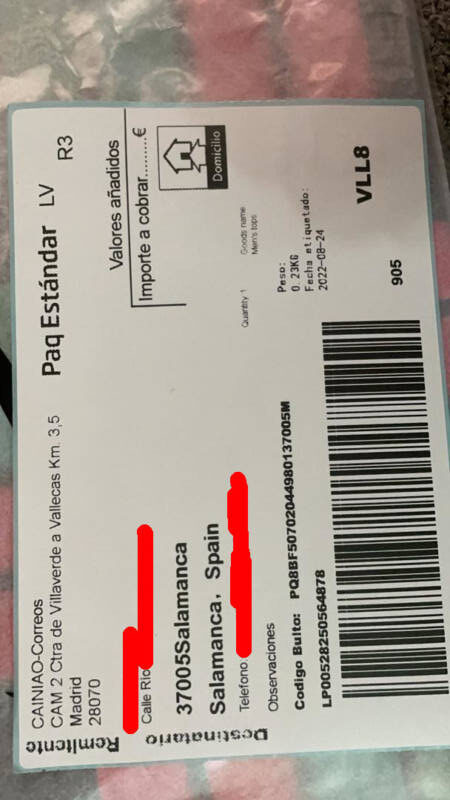 Remitente
CAINIAO-Correos
CAM 2 Ctra de Villaverde a Vallecas Km. 3,5
Madrid
28070
Paq Estándar LV R3
Destinatario
Calle Rio
37005Salamanca
Salamanca, Spain
Telefono:
Valores añadidos
Importe a cobrar.........€
Domicilio
Observaciones
Quantity 1
Goods name
Men's tops
Peso:
0.23KG
Fecha etiquetado:
2022-08-24
Codigo Bulto: PQ8BF50702044980137005M
LP00528250564878
905
VLL8